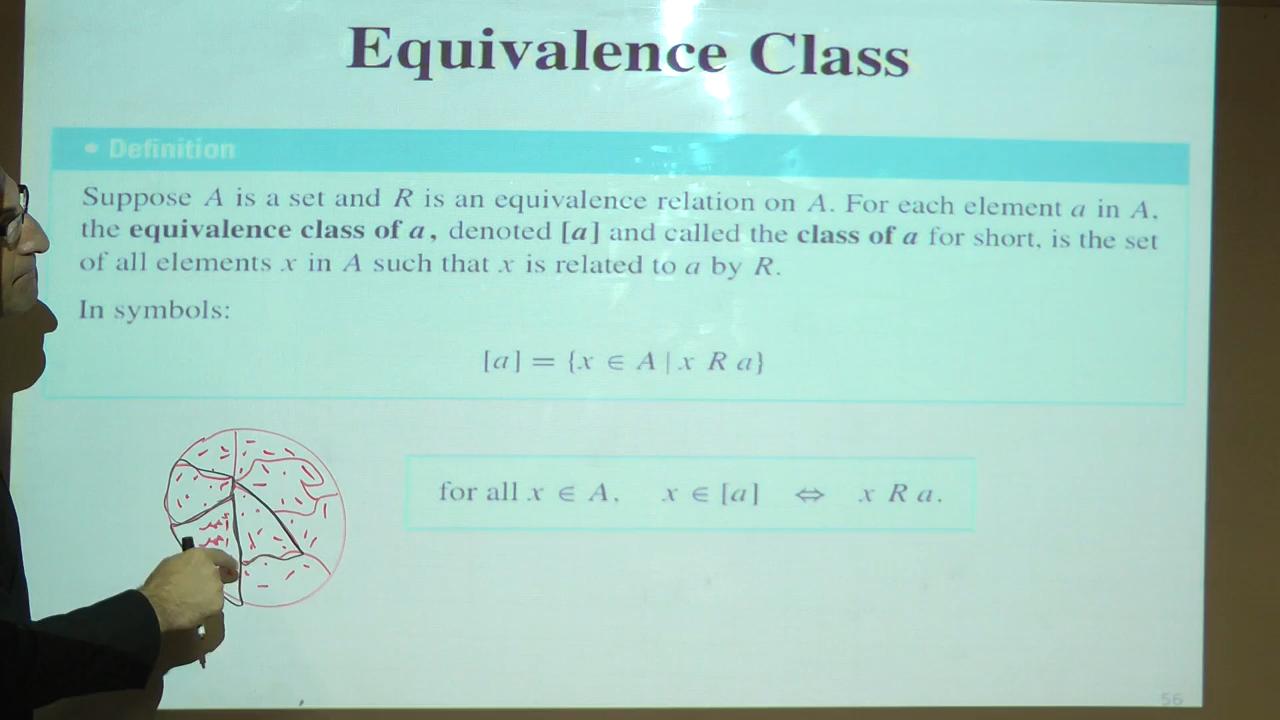 Equivalence Class
• Definition
Suppose A is a set and R is an equivalence relation on A. For each element a in A,
the equivalence class of a, denoted [a] and called the class of a for short, is the set
of all elements x in A such that x is related to a by R.
In symbols:
[a] = {x ∈ A | x R a}
for all x ∈ A, x ∈ [a] ⇔ x R a.
56